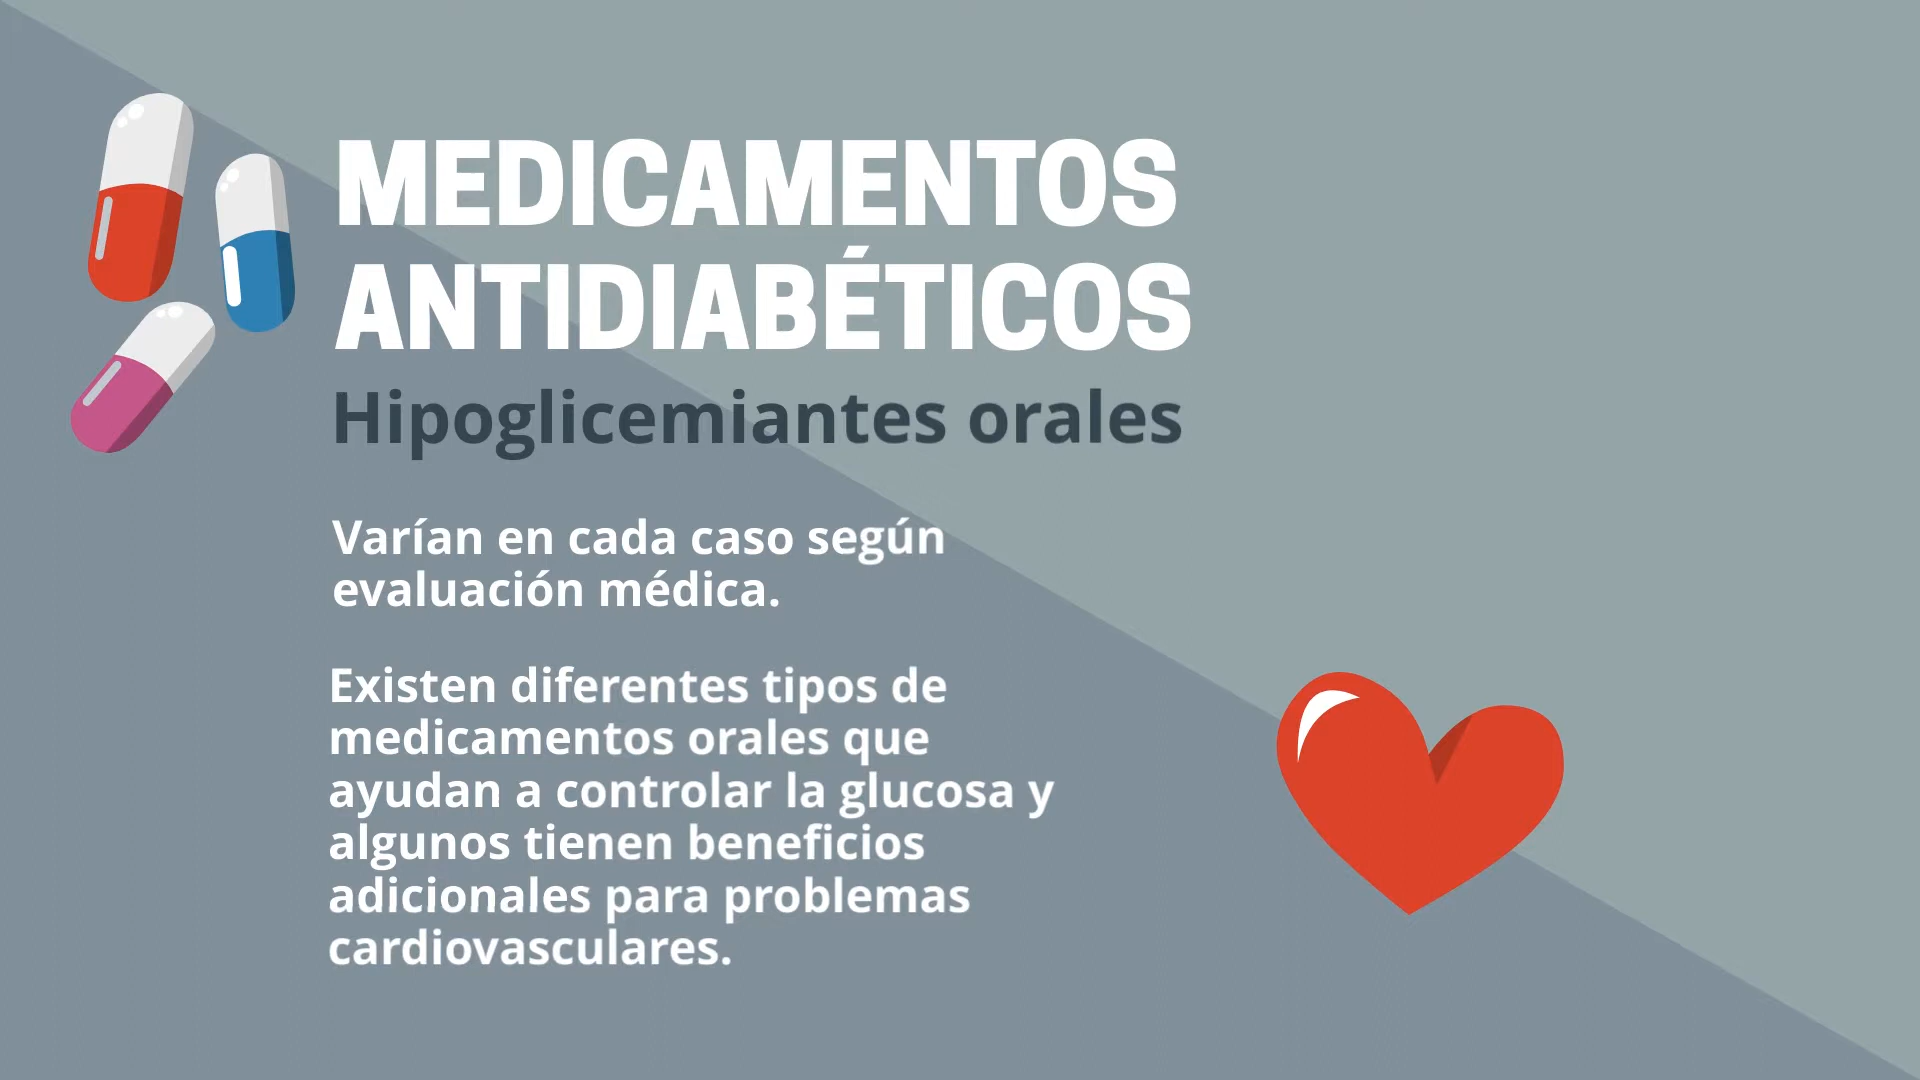 MEDICAMENTOS
ANTIDIABÉTICOS
Hipoglicemiantes orales
Varían en cada caso según
evaluación médica.
Existen diferentes tipos de
medicamentos orales que
ayudan a controlar la glucosa y
algunos tienen beneficios
adicionales para problemas
cardiovasculares.